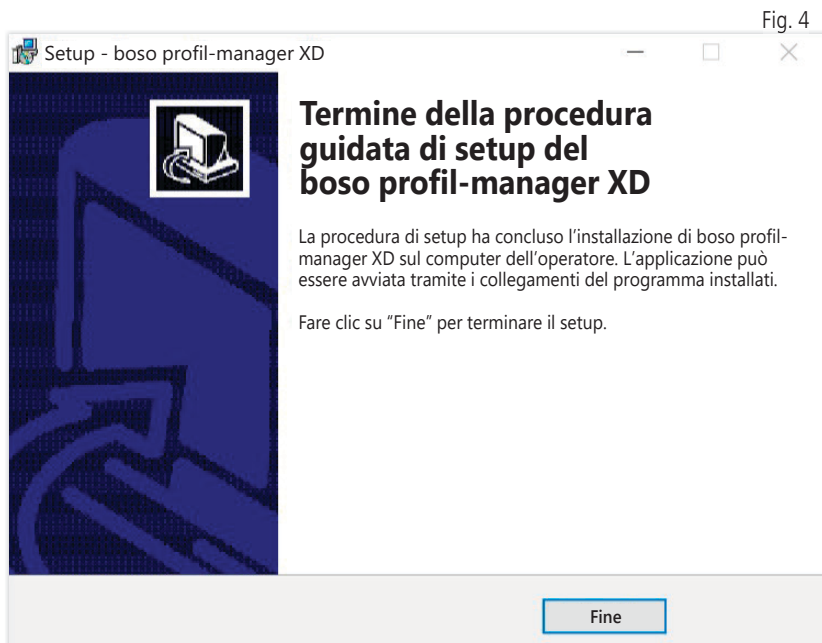 Fig. 4
Setup - boso profil-manager XD
Termine della procedura
guidata di setup del
boso profil-manager XD
La procedura di setup ha concluso l’installazione di boso profil-
manager XD sul computer dell’operatore. L’applicazione può
essere avviata tramite i collegamenti del programma installati.
Fare clic su “Fine” per terminare il setup.
Fine